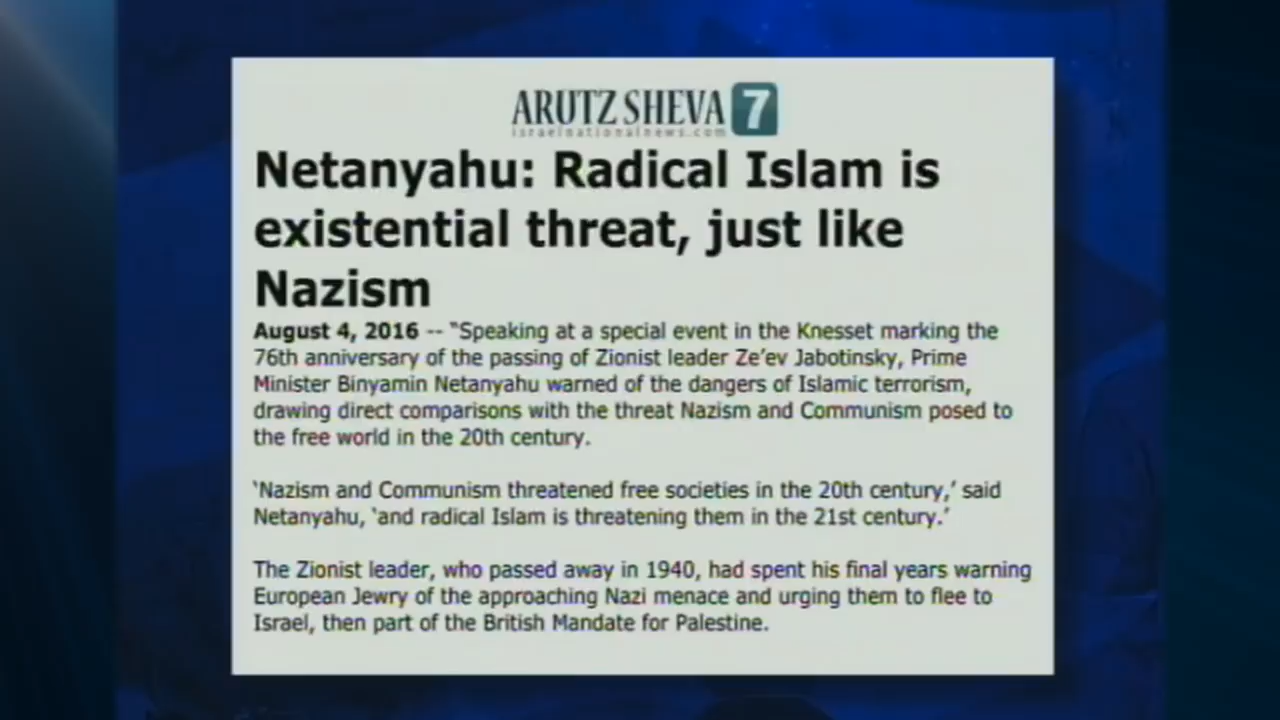 ARUTZ SHEVA 7
israelnationalnews.com
Netanyahu: Radical Islam is
existential threat, just like
Nazism
August 4, 2016 -- “Speaking at a special event in the Knesset marking the
76th anniversary of the passing of Zionist leader Ze’ev Jabotinsky, Prime
Minister Binyamin Netanyahu warned of the dangers of Islamic terrorism,
drawing direct comparisons with the threat Nazism and Communism posed to
the free world in the 20th century.
‘Nazism and Communism threatened free societies in the 20th century,’ said
Netanyahu, ‘and radical Islam is threatening them in the 21st century.’
The Zionist leader, who passed away in 1940, had spent his final years warning
European Jewry of the approaching Nazi menace and urging them to flee to
Israel, then part of the British Mandate for Palestine.